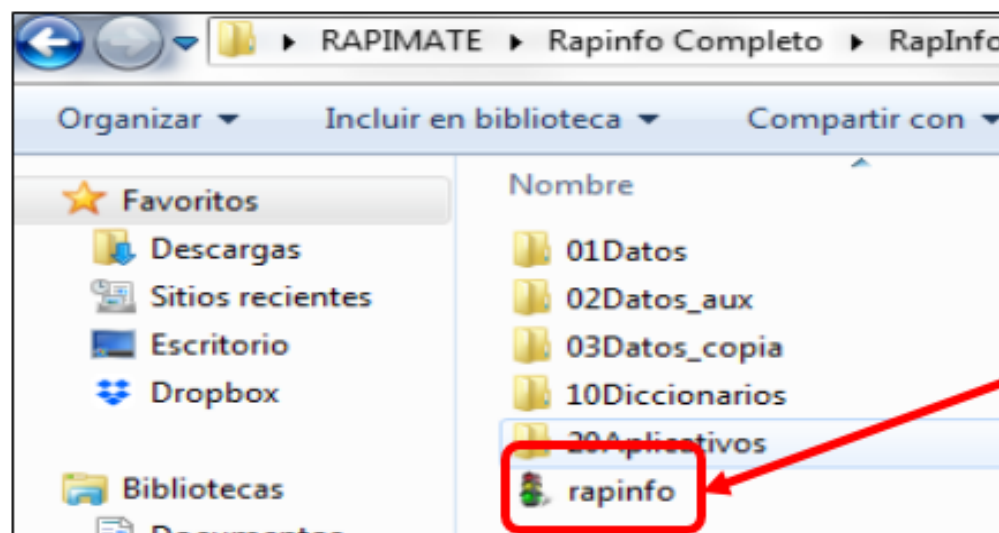 RAPIMATE ▸ Rapinfo Completo ▸ RapInfo
Organizar Incluir en biblioteca Compartir con
Favoritos
Descargas
Sitios recientes
Escritorio
Dropbox
Bibliotecas
Documentos
Nombre
01Datos
02Datos_aux
03Datos_copia
10Diccionarios
20Aplicativos
rapinfo